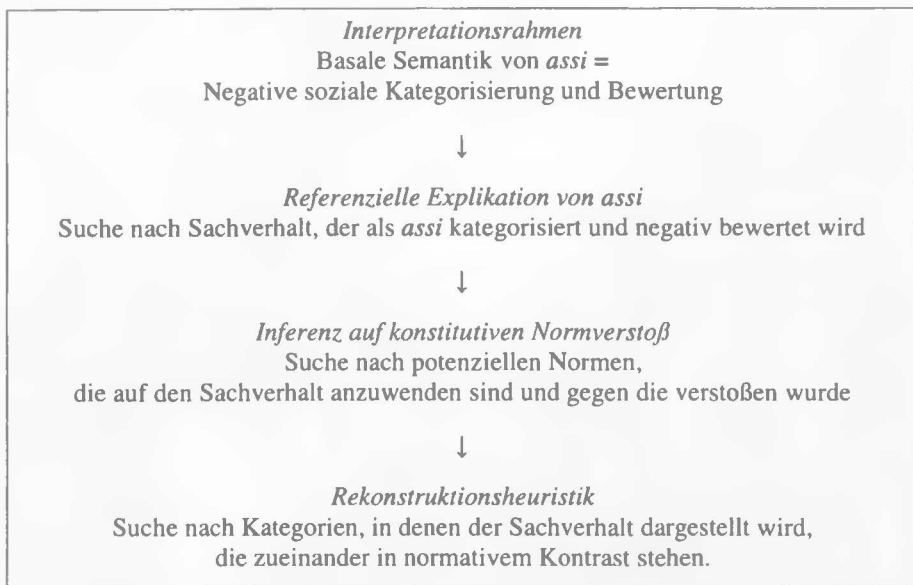 Interpretationsrahmen
Basale Semantik von assi =
Negative soziale Kategorisierung und Bewertung
↓
Referenzielle Explikation von assi
Suche nach Sachverhalt, der als assi kategorisiert und negativ bewertet wird
↓
Inferenz auf konstitutiven Normverstoß
Suche nach potenziellen Normen,
die auf den Sachverhalt anzuwenden sind und gegen die verstoßen wurde
↓
Rekonstruktionsheuristik
Suche nach Kategorien, in denen der Sachverhalt dargestellt wird,
die zueinander in normativem Kontrast stehen.